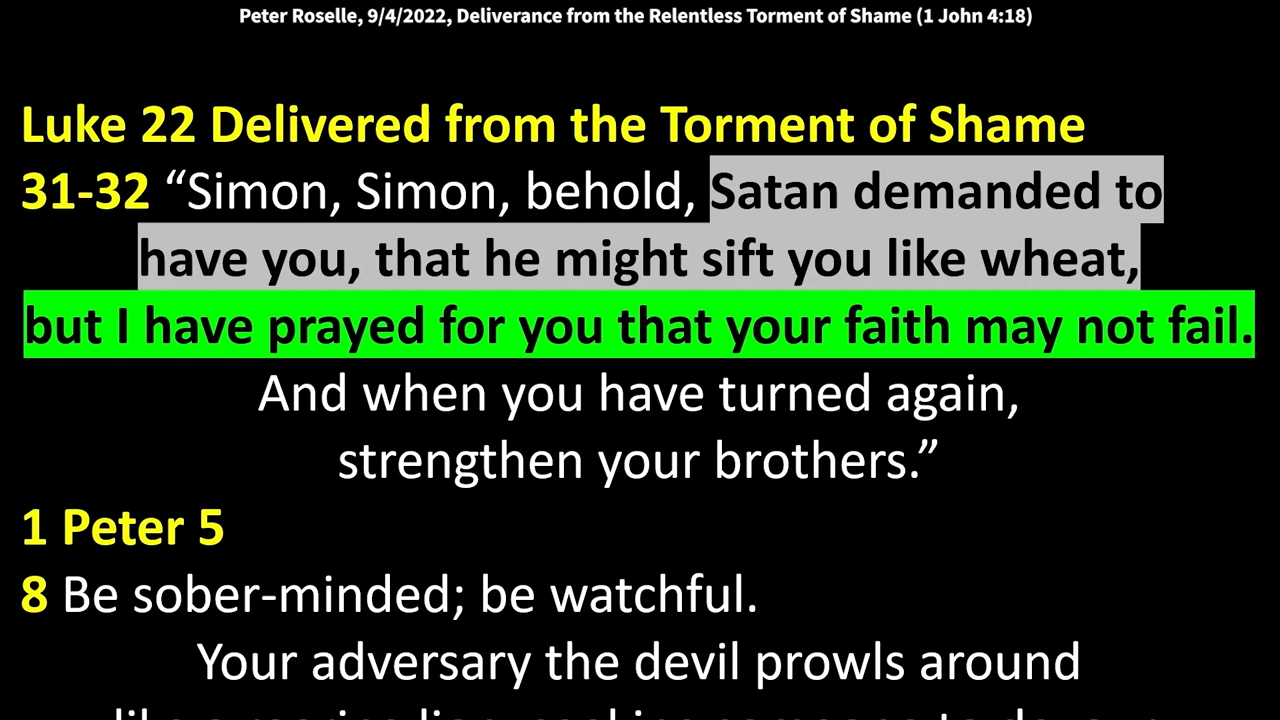 Peter Roselle, 9/4/2022, Deliverance from the Relentless Torment of Shame (1 John 4:18)
Luke 22 Delivered from the Torment of Shame
31-32 “Simon, Simon, behold, Satan demanded to
have you, that he might sift you like wheat,
but I have prayed for you that your faith may not fail.
And when you have turned again,
strengthen your brothers.”
1 Peter 5
8 Be sober-minded; be watchful.
Your adversary the devil prowls around